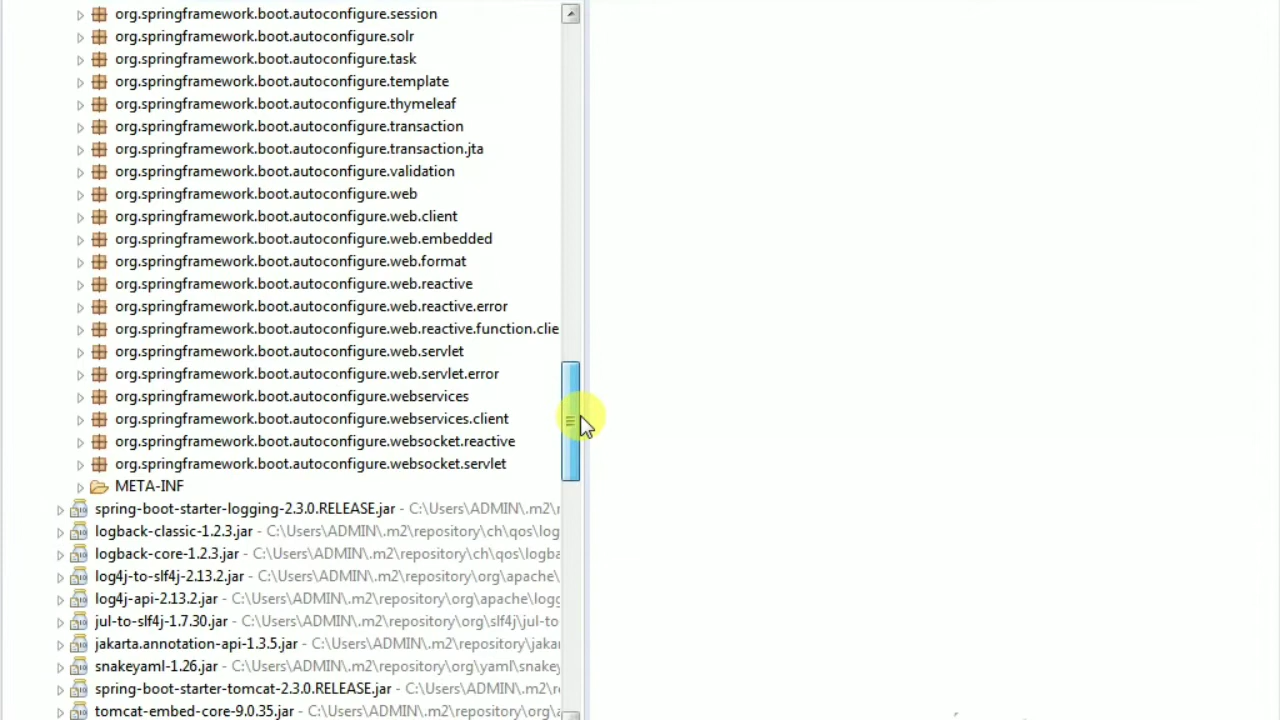 org.springframework.boot.autoconfigure.session
org.springframework.boot.autoconfigure.solr
org.springframework.boot.autoconfigure.task
org.springframework.boot.autoconfigure.template
org.springframework.boot.autoconfigure.thymeleaf
org.springframework.boot.autoconfigure.transaction
org.springframework.boot.autoconfigure.transaction.jta
org.springframework.boot.autoconfigure.validation
org.springframework.boot.autoconfigure.web
org.springframework.boot.autoconfigure.web.client
org.springframework.boot.autoconfigure.web.embedded
org.springframework.boot.autoconfigure.web.format
org.springframework.boot.autoconfigure.web.reactive
org.springframework.boot.autoconfigure.web.reactive.error
org.springframework.boot.autoconfigure.web.reactive.function.clie
org.springframework.boot.autoconfigure.web.servlet
org.springframework.boot.autoconfigure.web.servlet.error
org.springframework.boot.autoconfigure.webservices
org.springframework.boot.autoconfigure.webservices.client
org.springframework.boot.autoconfigure.websocket.reactive
org.springframework.boot.autoconfigure.websocket.servlet
META-INF
spring-boot-starter-logging-2.3.0.RELEASE.jar - C:\Users\ADMIN\.m2\r
logback-classic-1.2.3.jar - C:\Users\ADMIN\.m2\repository\ch\qos\log
logback-core-1.2.3.jar - C:\Users\ADMIN\.m2\repository\ch\qos\logba
log4j-to-slf4j-2.13.2.jar - C:\Users\ADMIN\.m2\repository\org\apache\
log4j-api-2.13.2.jar - C:\Users\ADMIN\.m2\repository\org\apache\logg
jul-to-slf4j-1.7.30.jar - C:\Users\ADMIN\.m2\repository\org\slf4j\jul-to
jakarta.annotation-api-1.3.5.jar - C:\Users\ADMIN\.m2\repository\jaka
snakeyaml-1.26.jar - C:\Users\ADMIN\.m2\repository\org\yaml\snakey
spring-boot-starter-tomcat-2.3.0.RELEASE.jar - C:\Users\ADMIN\.m2\r
tomcat-embed-core-9.0.35.jar - C:\Users\ADMIN\.m2\repository\org\a